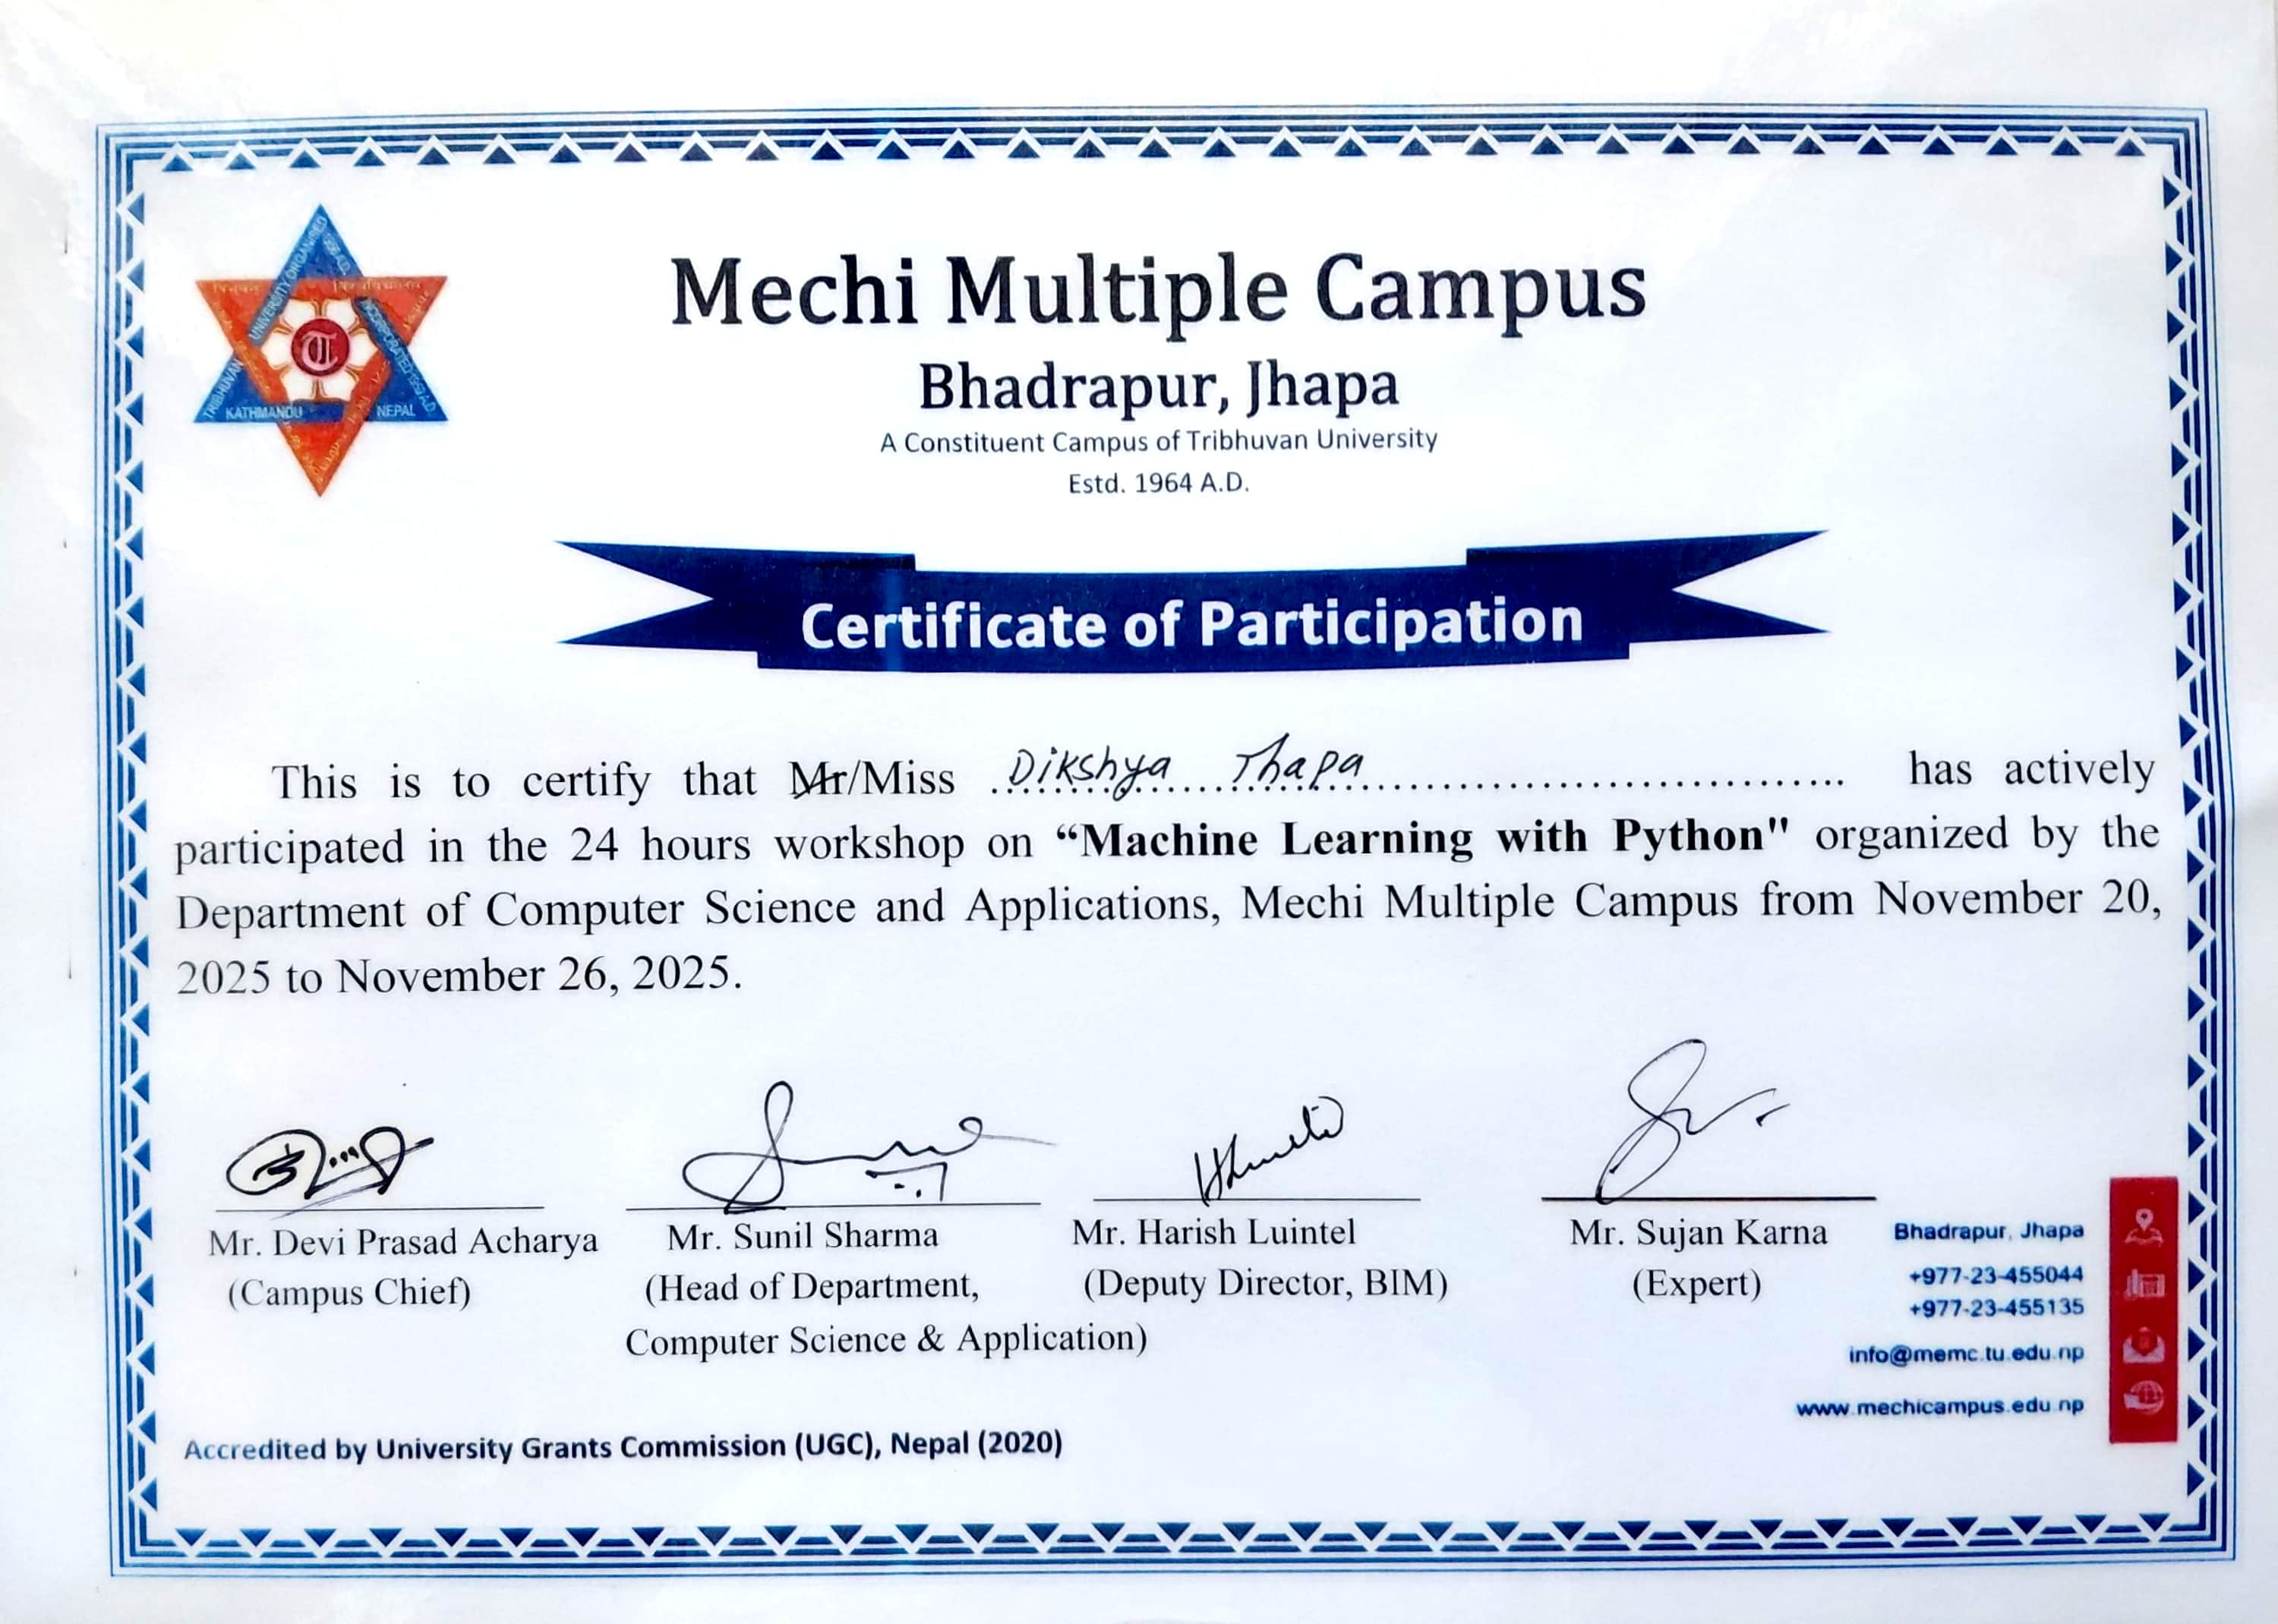 Mechi Multiple Campus
Bhadrapur, Jhapa
A Constituent Campus of Tribhuvan University
Estd. 1964 A.D.
TRIBHUVAN UNIVERSITY ORGANISED
INCORPORATED
KATHMANDU NEPAL
T
Certificate of Participation
This is to certify that Mr/Miss Dikshya Thapa has actively
participated in the 24 hours workshop on “Machine Learning with Python" organized by the
Department of Computer Science and Applications, Mechi Multiple Campus from November 20,
2025 to November 26, 2025.
Mr. Devi Prasad Acharya
(Campus Chief)
Mr. Sunil Sharma
(Head of Department,
Computer Science & Application)
Mr. Harish Luintel
(Deputy Director, BIM)
Mr. Sujan Karna
(Expert)
Bhadrapur, Jhapa
+977-23-455044
+977-23-455135
info@memc.tu.edu.np
www.mechicampus.edu.np
Accredited by University Grants Commission (UGC), Nepal (2020)